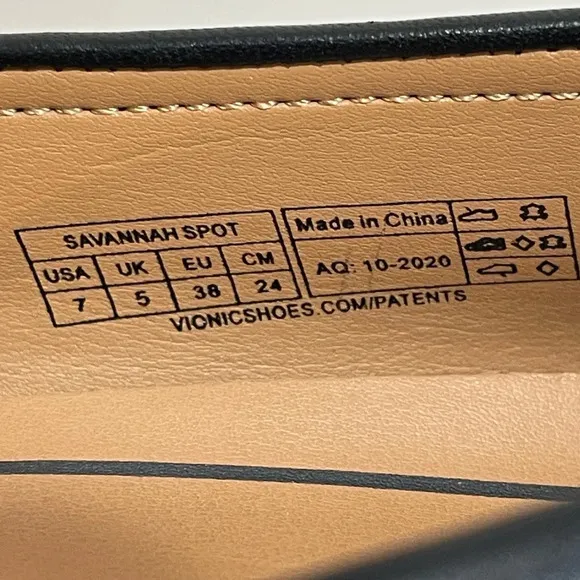 SAVANNAH SPOT
USA UK EU CM
7 5 38 24
Made in China
AQ: 10-2020
VIONICSHOES.COM/PATENTS